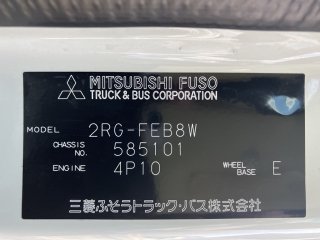 MITSUBISHI FUSO
TRUCK & BUS CORPORATION
MODEL 2RG-FEB8W
CHASSIS NO. 585101
ENGINE 4P10 WHEEL BASE E
三菱ふそうトラック・バス株式会社